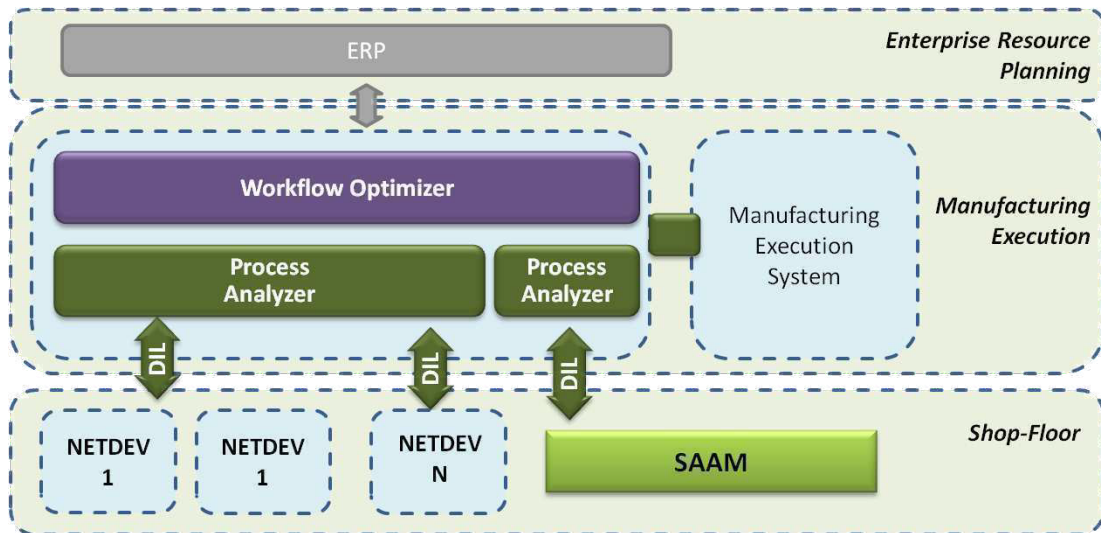 ERP
Enterprise Resource
Planning
Workflow Optimizer
Manufacturing
Execution
System
Manufacturing
Execution
Process
Analyzer
Process
Analyzer
DIL
DIL
DIL
NETDEV
1
NETDEV
1
NETDEV
N
SAAM
Shop-Floor